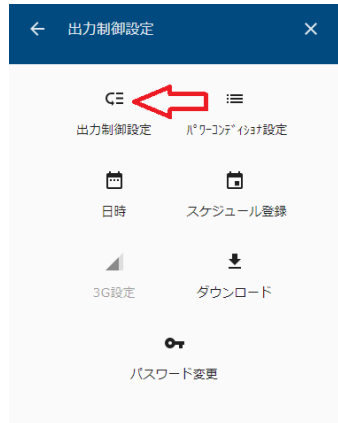 出力制御設定
出力制御設定 ﾊﾟﾜｰｺﾝﾃﾞｨｼｮﾅ設定
日時 スケジュール登録
3G設定 ダウンロード
パスワード変更